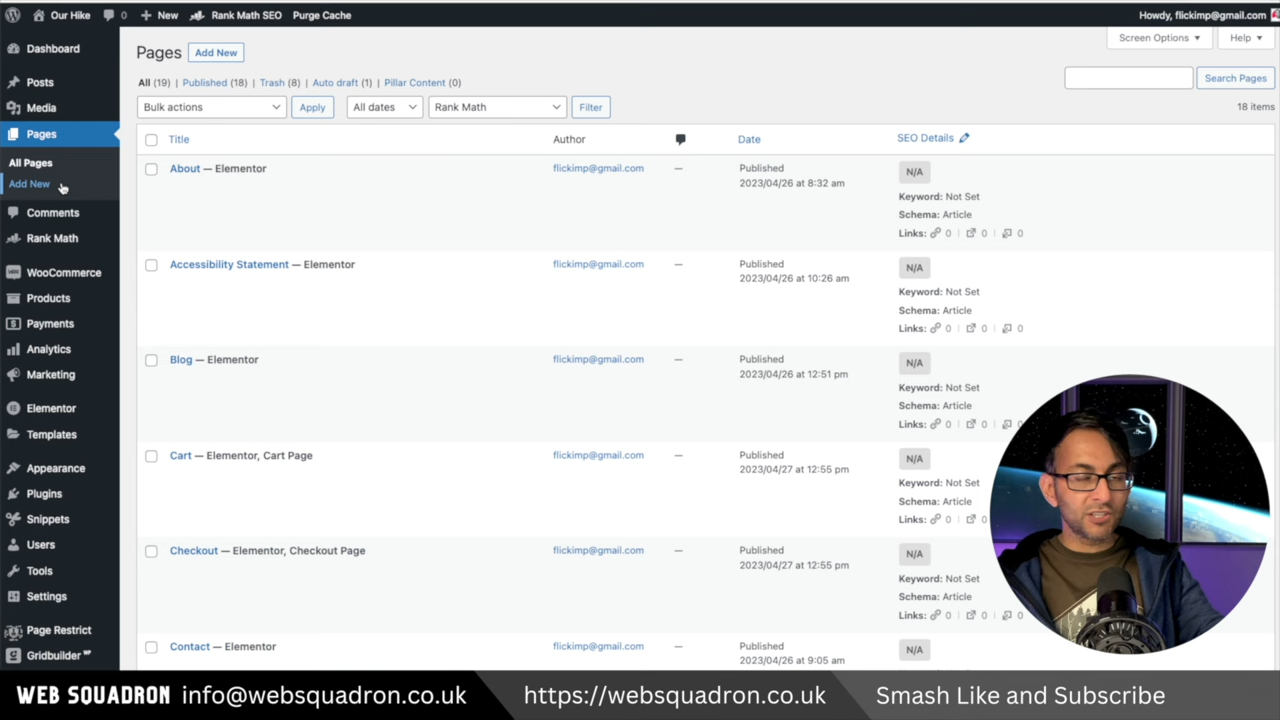 Our Hike 0 New Rank Math SEO Purge Cache Howdy, flickimp@gmail.com
Screen Options Help
Dashboard
Posts
Media
Pages
All Pages
Add New
Comments
Rank Math
WooCommerce
Products
Payments
Analytics
Marketing
Elementor
Templates
Appearance
Plugins
Snippets
Users
Tools
Settings
Page Restrict
Gridbuilder WP
Pages Add New
All (19) | Published (18) | Trash (8) | Auto draft (1) | Pillar Content (0)
Search Pages
Bulk actions Apply All dates Rank Math Filter 18 items
Title Author Date SEO Details
About — Elementor flickimp@gmail.com — Published N/A
2023/04/26 at 8:32 am
Keyword: Not Set
Schema: Article
Links: 0 | 0 | 0
Accessibility Statement — Elementor flickimp@gmail.com — Published N/A
2023/04/26 at 10:26 am
Keyword: Not Set
Schema: Article
Links: 0 | 0 | 0
Blog — Elementor flickimp@gmail.com — Published N/A
2023/04/26 at 12:51 pm
Keyword: Not Set
Schema: Article
Links: 0 | 0 |
Cart — Elementor, Cart Page flickimp@gmail.com — Published N/A
2023/04/27 at 12:55 pm
Keyword: Not Set
Schema: Article
Links: 0 | 0
Checkout — Elementor, Checkout Page flickimp@gmail.com — Published N/A
2023/04/27 at 12:55 pm
Keyword: Not Set
Schema: Article
Links: 0 | 0
Contact — Elementor flickimp@gmail.com — Published N/A
2023/04/26 at 9:05 am
WEB SQUADRON info@websquadron.co.uk https://websquadron.co.uk Smash Like and Subscribe